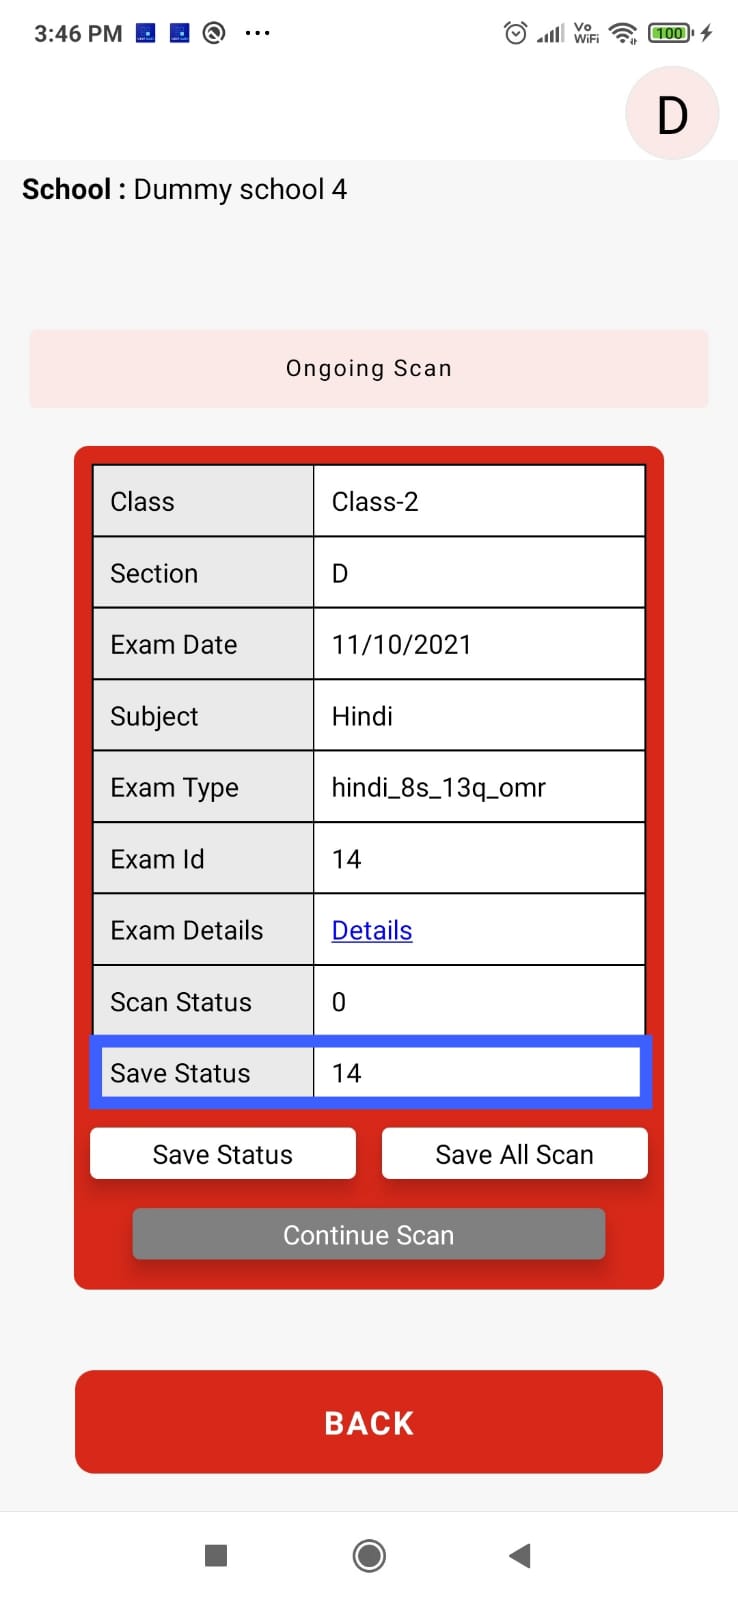 3:46 PM ... Vo WiFi 100
D
School : Dummy school 4
Ongoing Scan
Class Class-2
Section D
Exam Date 11/10/2021
Subject Hindi
Exam Type hindi_8s_13q_omr
Exam Id 14
Exam Details Details
Scan Status 0
Save Status 14
Save Status Save All Scan
Continue Scan
BACK